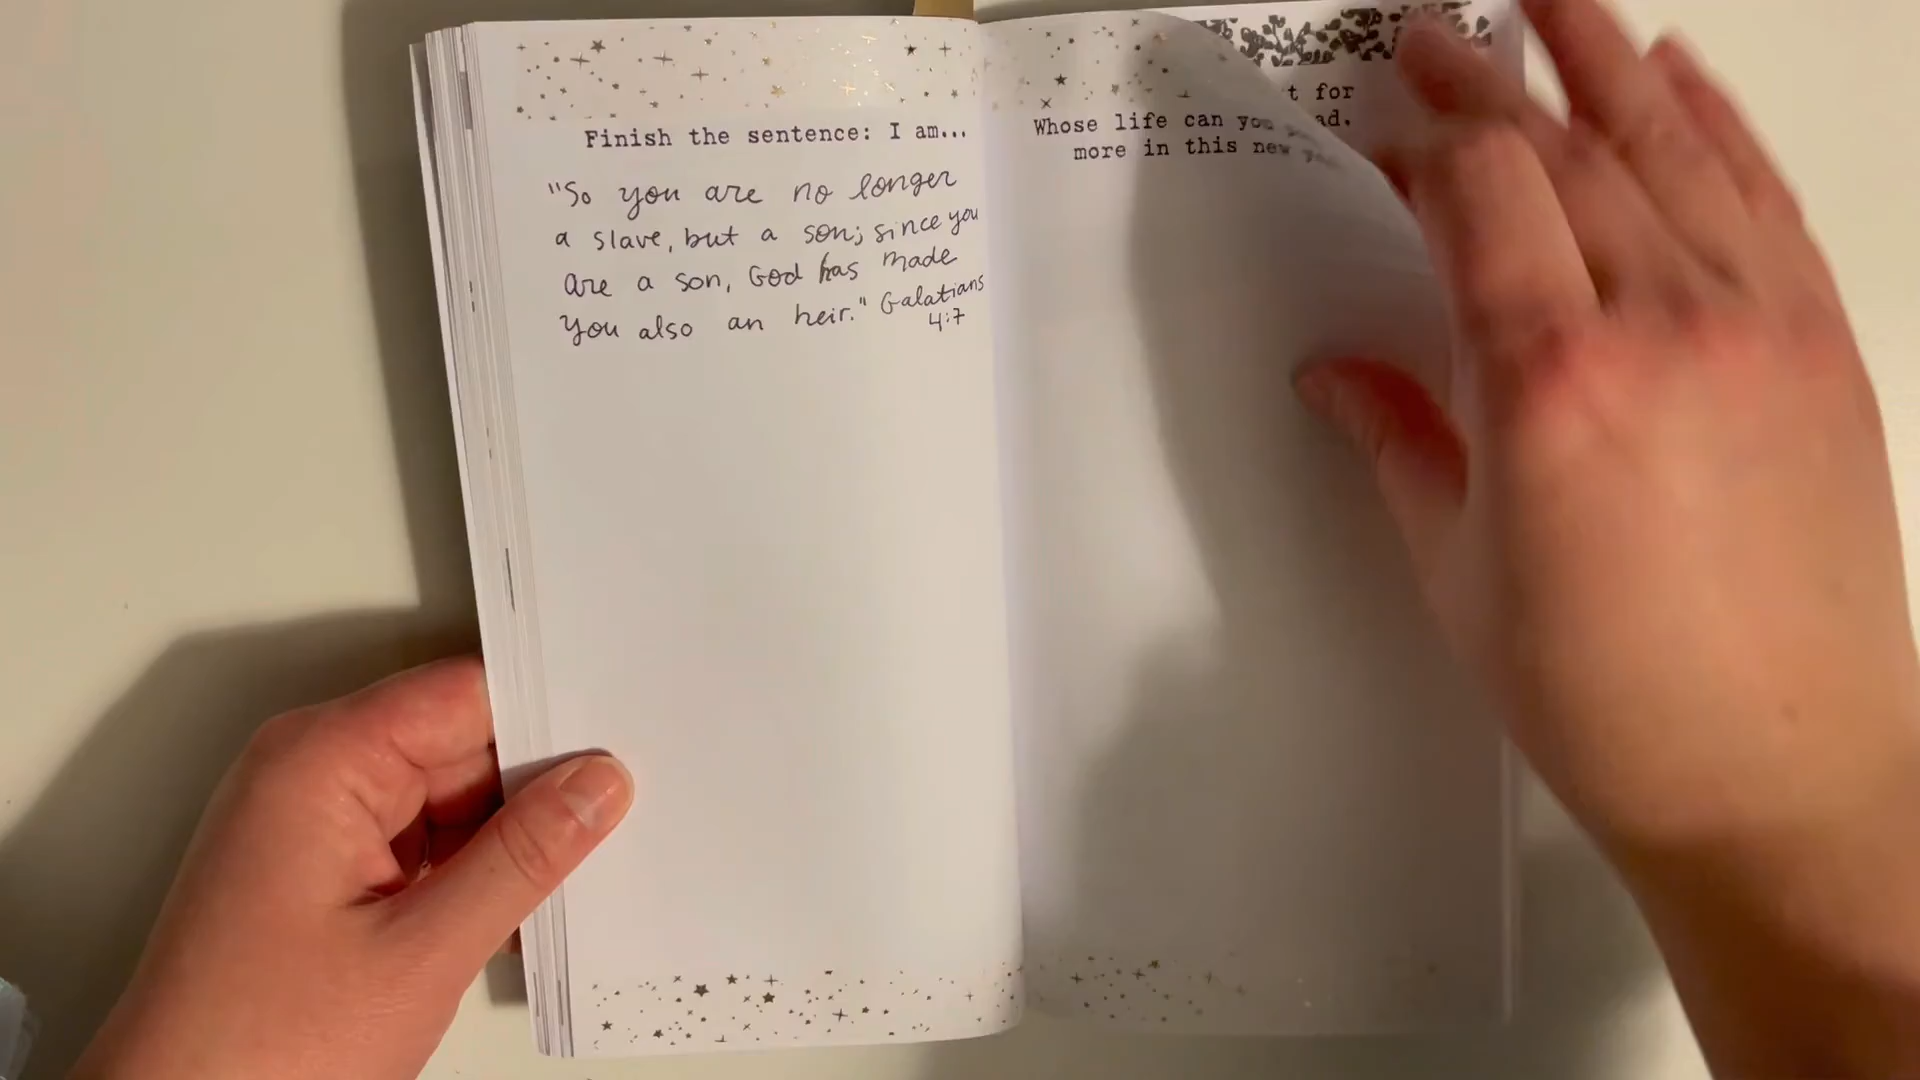 Finish the sentence: I am...
"So you are no longer
a slave, but a son; since you
are a son, God has made
you also an heir." Galatians
4:7
Whose life can you
more in this new
t for
ad.